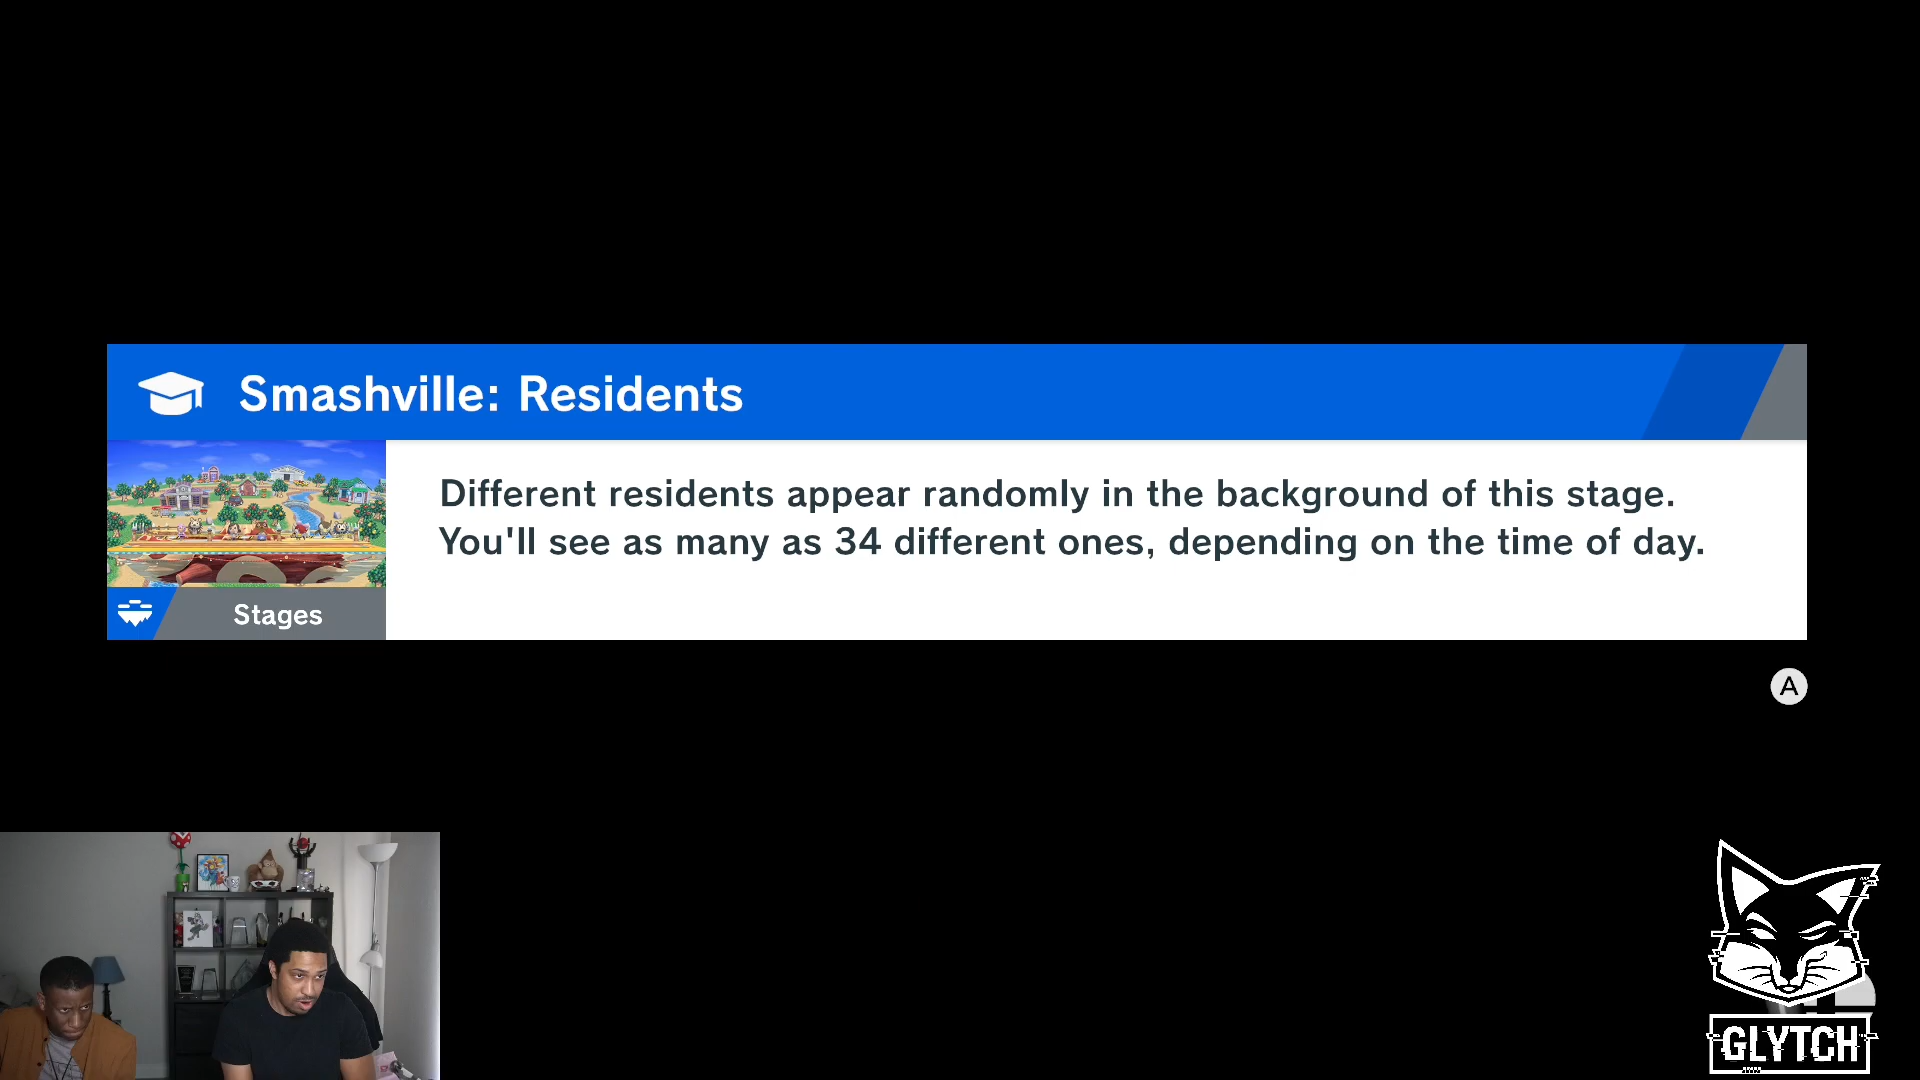 Smashville: Residents
Different residents appear randomly in the background of this stage.
You'll see as many as 34 different ones, depending on the time of day.
Stages
A
GLYTCH